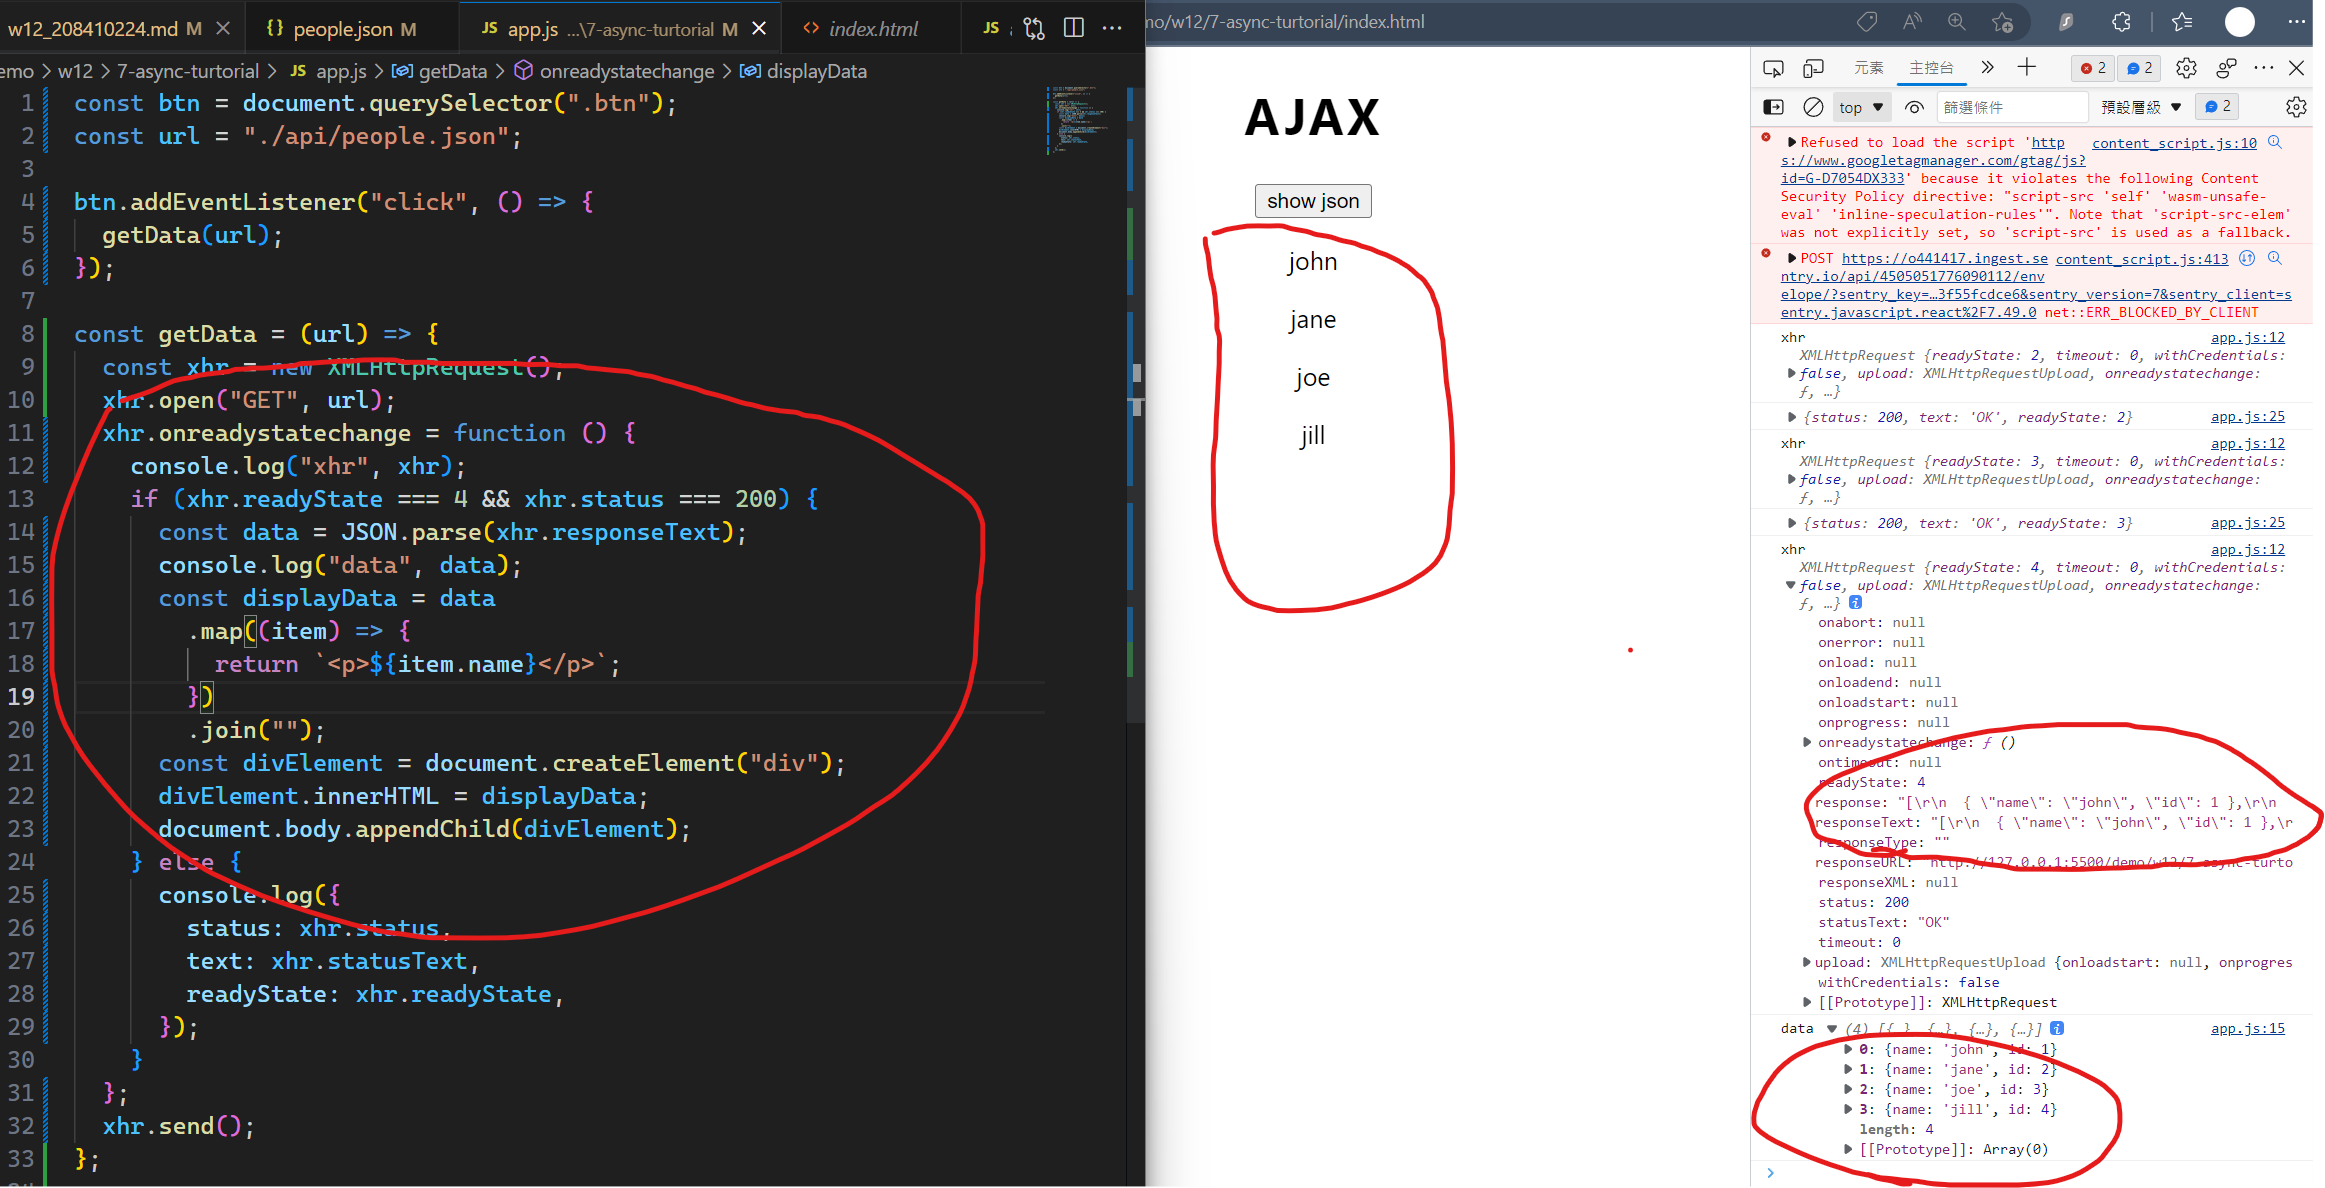 w12_208410224.md M
people.json M
JS app.js ...\7-async-turtorial M
index.html
JS
emo > w12 > 7-async-turtorial > JS app.js > getData > onreadystatechange > displayData
1 const btn = document.querySelector(".btn");
2 const url = "./api/people.json";
3
4 btn.addEventListener("click", () => {
5 getData(url);
6 });
7
8 const getData = (url) => {
9 const xhr = new XMLHttpRequest();
10 xhr.open("GET", url);
11 xhr.onreadystatechange = function () {
12 console.log("xhr", xhr);
13 if (xhr.readyState === 4 && xhr.status === 200) {
14 const data = JSON.parse(xhr.responseText);
15 console.log("data", data);
16 const displayData = data
17 .map((item) => {
18 return `<p>${item.name}</p>`;
19 })
20 .join("");
21 const divElement = document.createElement("div");
22 divElement.innerHTML = displayData;
23 document.body.appendChild(divElement);
24 } else {
25 console.log({
26 status: xhr.status,
27 text: xhr.statusText,
28 readyState: xhr.readyState,
29 });
30 }
31 };
32 xhr.send();
33 };
mo/w12/7-async-turtorial/index.html
AJAX
show json
john
jane
joe
jill
元素
主控台
2
2
top
篩選條件
預設層級
2
Refused to load the script 'http content_script.js:10
s://www.googletagmanager.com/gtag/js?
id=G-D7054DX333' because it violates the following Content
Security Policy directive: "script-src 'self' 'wasm-unsafe-
eval' 'inline-speculation-rules'". Note that 'script-src-elem'
was not explicitly set, so 'script-src' is used as a fallback.
POST https://o441417.ingest.se content_script.js:413
ntry.io/api/4505051776090112/env
elope/?sentry_key=…3f55fcdce6&sentry_version=7&sentry_client=s
entry.javascript.react%2F7.49.0 net::ERR_BLOCKED_BY_CLIENT
xhr app.js:12
XMLHttpRequest {readyState: 2, timeout: 0, withCredentials:
false, upload: XMLHttpRequestUpload, onreadystatechange:
ƒ, …}
{status: 200, text: 'OK', readyState: 2} app.js:25
xhr app.js:12
XMLHttpRequest {readyState: 3, timeout: 0, withCredentials:
false, upload: XMLHttpRequestUpload, onreadystatechange:
ƒ, …}
{status: 200, text: 'OK', readyState: 3} app.js:25
xhr app.js:12
XMLHttpRequest {readyState: 4, timeout: 0, withCredentials:
false, upload: XMLHttpRequestUpload, onreadystatechange:
ƒ, …}
onabort: null
onerror: null
onload: null
onloadend: null
onloadstart: null
onprogress: null
onreadystatechange: ƒ ()
ontimeout: null
readyState: 4
response: "[\r\n  { \"name\": \"john\", \"id\": 1 },\r\n
responseText: "[\r\n  { \"name\": \"john\", \"id\": 1 },\r
responseType: ""
responseURL: "http://127.0.0.1:5500/demo/w12/7-async-turto
responseXML: null
status: 200
statusText: "OK"
timeout: 0
upload: XMLHttpRequestUpload {onloadstart: null, onprogres
withCredentials: false
[[Prototype]]: XMLHttpRequest
data (4) [{…}, {…}, {…}, {…}] app.js:15
0: {name: 'john', id: 1}
1: {name: 'jane', id: 2}
2: {name: 'joe', id: 3}
3: {name: 'jill', id: 4}
length: 4
[[Prototype]]: Array(0)